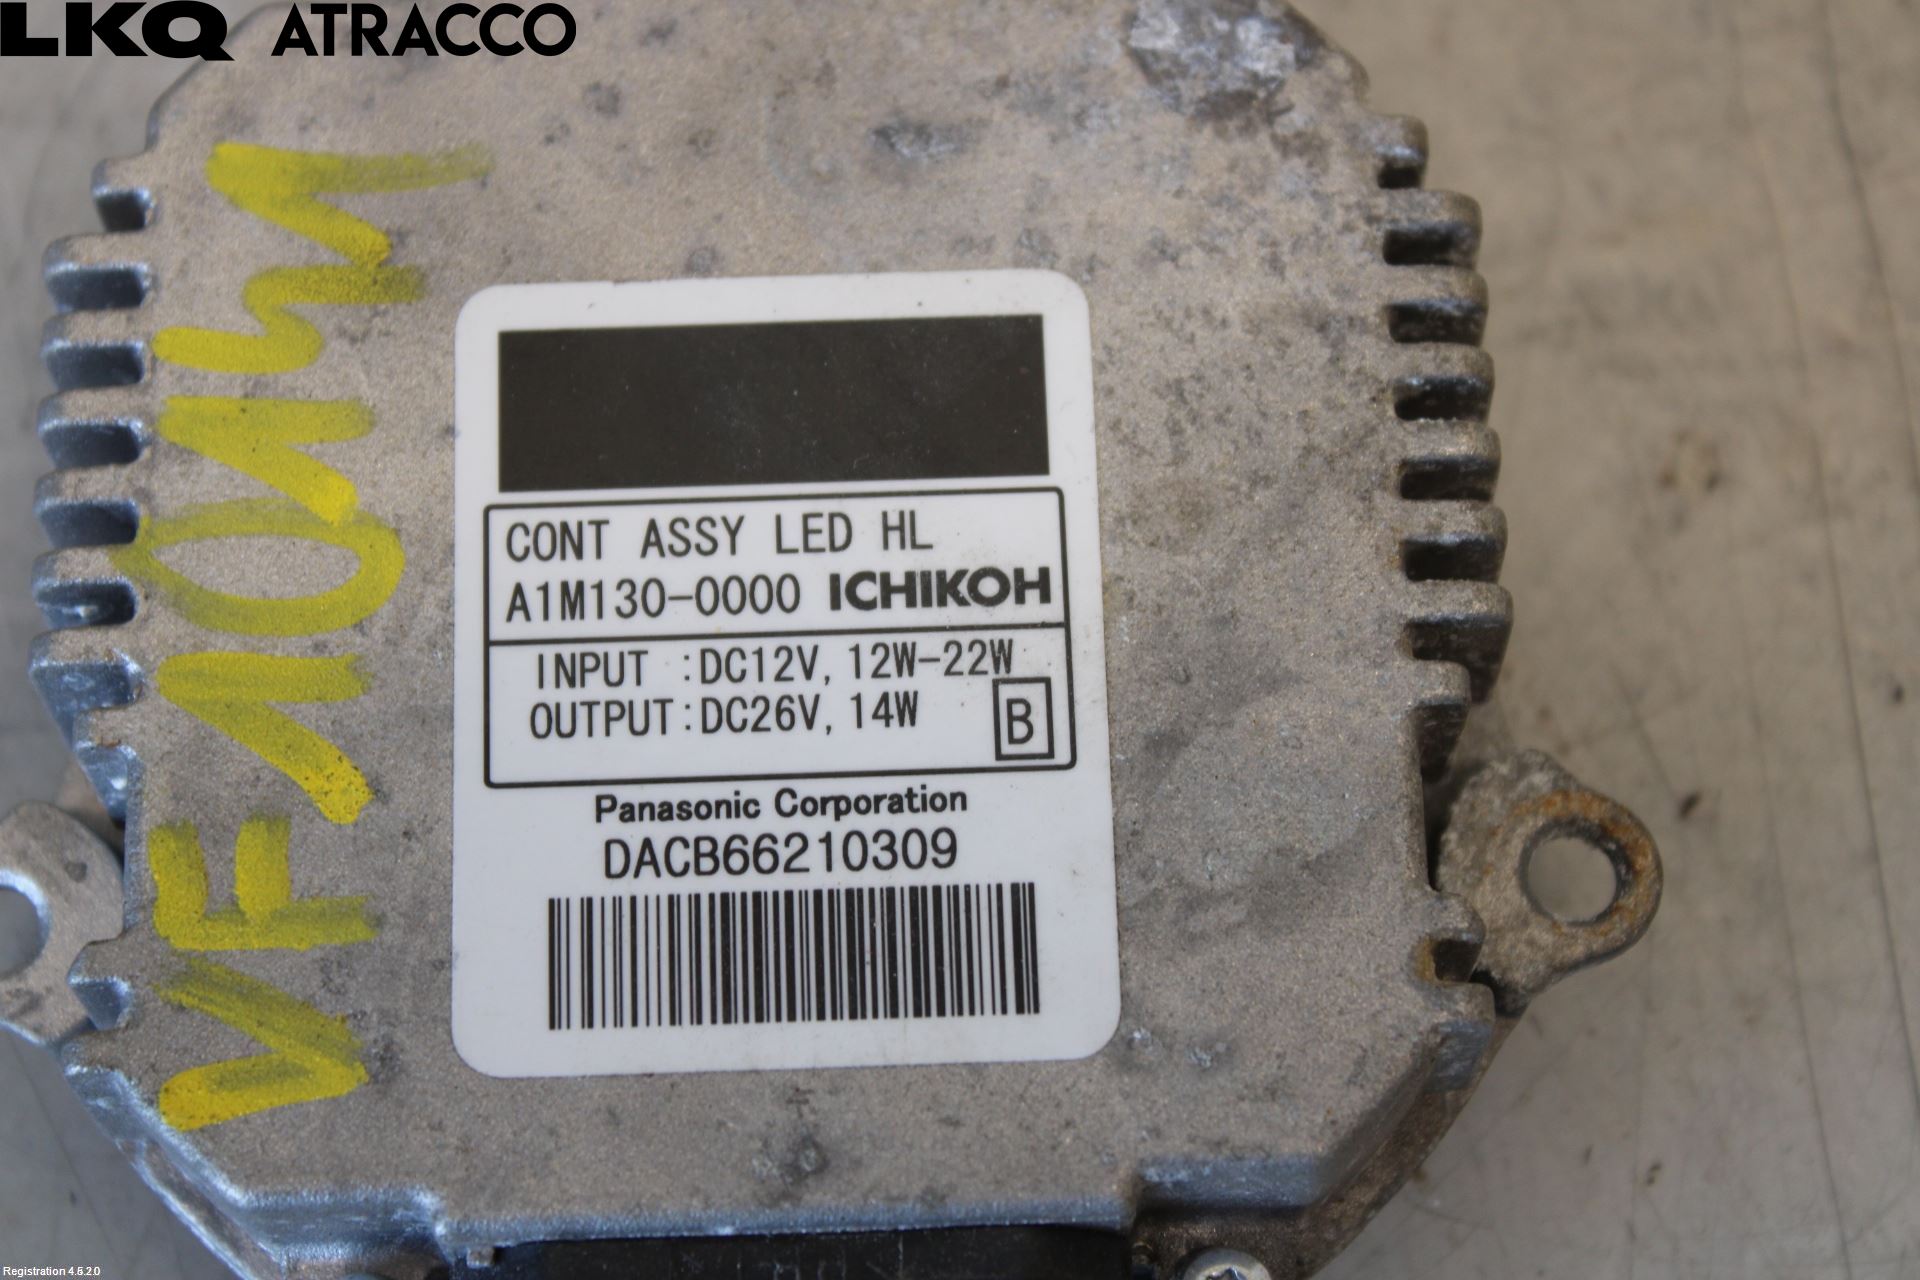 LKQ ATRACCO
CONT ASSY LED HL
A1M130-0000 ICHIKOH
INPUT :DC12V, 12W-22W
OUTPUT:DC26V, 14W
B
Panasonic Corporation
DACB66210309
Registration 4.5.2.0